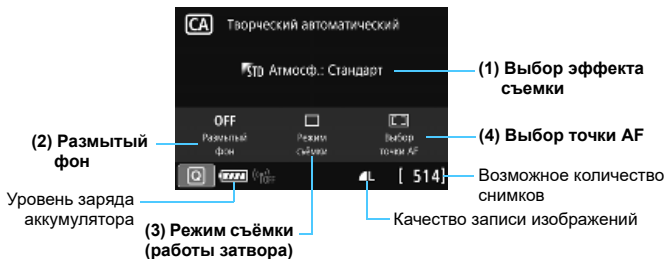 CA Творческий автоматический
STD Атмосф.: Стандарт
(1) Выбор эффекта
съемки
OFF
Размытый
фон
Режим
съёмки
Выбор
точки AF
(2) Размытый
фон
(4) Выбор точки AF
Q
OFF
L [ 514]
Возможное количество
снимков
Уровень заряда
аккумулятора
Качество записи изображений
(3) Режим съёмки
(работы затвора)